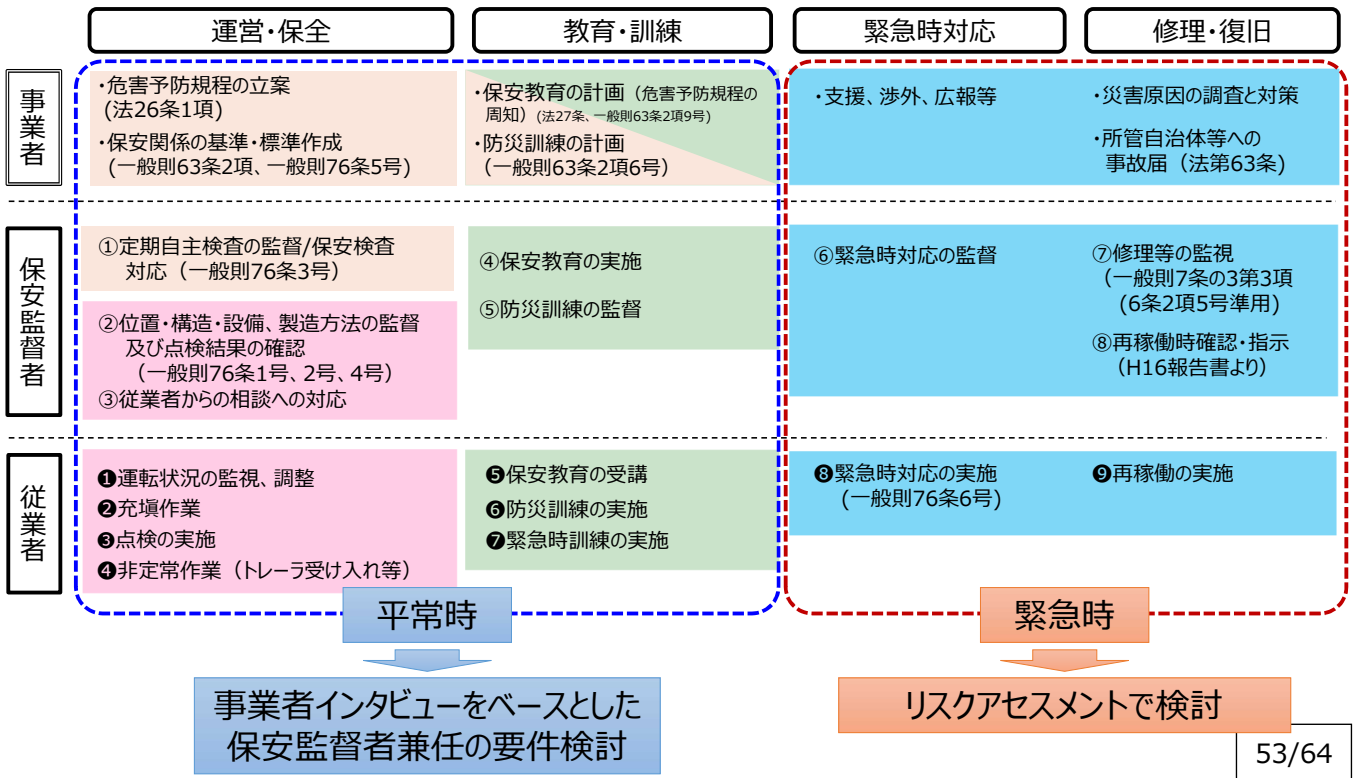 運営・保全
教育・訓練
緊急時対応
修理・復旧
事業者
・危害予防規程の立案
(法26条1項)
・保安関係の基準・標準作成
(一般則63条2項、一般則76条5号)
・保安教育の計画（危害予防規程の
周知）(法27条、一般則63条2項9号)
・防災訓練の計画
(一般則63条2項6号）
・支援、渉外、広報等
・災害原因の調査と対策
・所管自治体等への
事故届（法第63条）
保安監督者
①定期自主検査の監督/保安検査
対応（一般則76条3号）
②位置・構造・設備、製造方法の監督
及び点検結果の確認
（一般則76条1号、2号、4号）
③従業者からの相談への対応
④保安教育の実施
⑤防災訓練の監督
⑥緊急時対応の監督
⑦修理等の監視
(一般則7条の3第3項
(6条2項5号準用）
⑧再稼働時確認・指示
（H16報告書より）
従業者
❶運転状況の監視、調整
❷充塡作業
❸点検の実施
❹非定常作業（トレーラ受け入れ等）
❺保安教育の受講
❻防災訓練の実施
❼緊急時訓練の実施
❽緊急時対応の実施
(一般則76条6号）
❾再稼働の実施
平常時
緊急時
事業者インタビューをベースとした
保安監督者兼任の要件検討
リスクアセスメントで検討
53/64